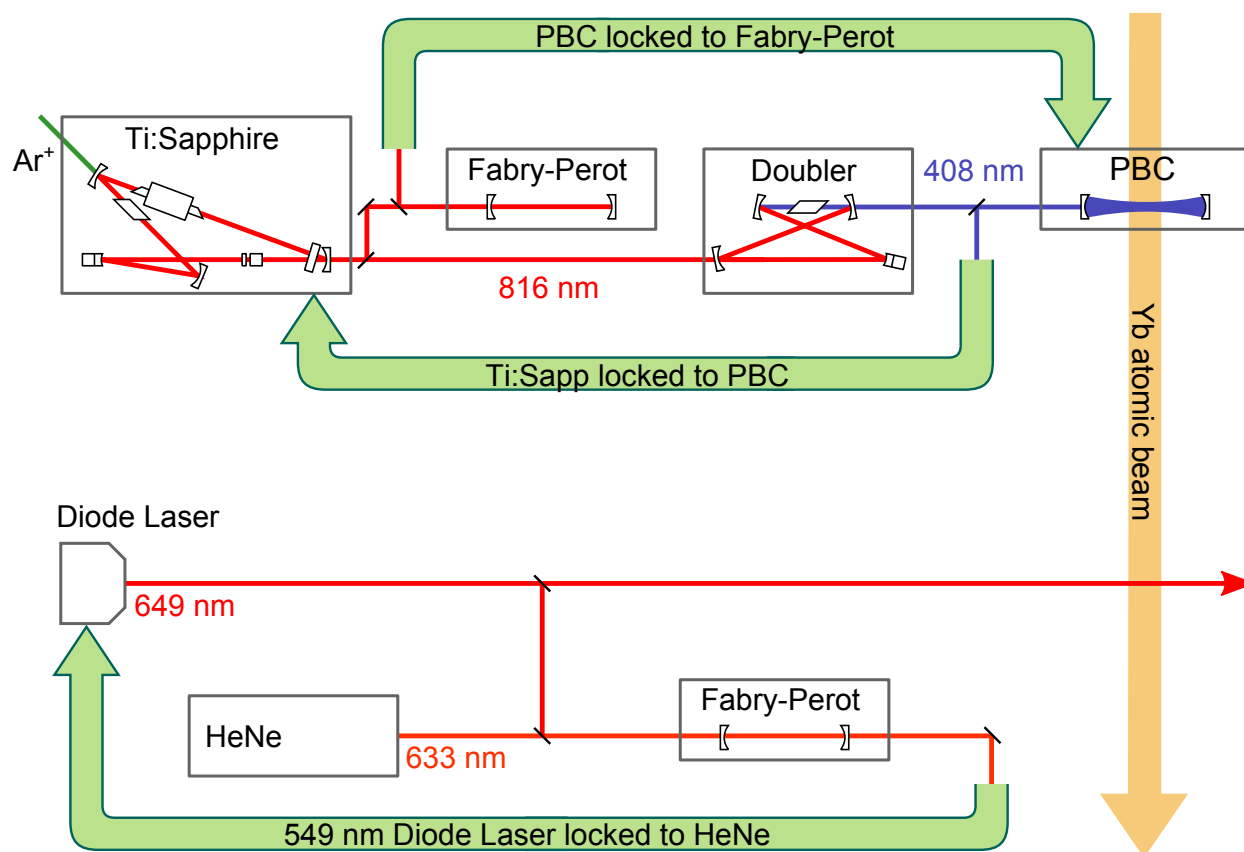 PBC locked to Fabry-Perot
Ti:Sapphire
Ar+
Fabry-Perot
Doubler
408 nm
PBC
816 nm
Ti:Sapp locked to PBC
Yb atomic beam
Diode Laser
649 nm
HeNe
633 nm
Fabry-Perot
549 nm Diode Laser locked to HeNe